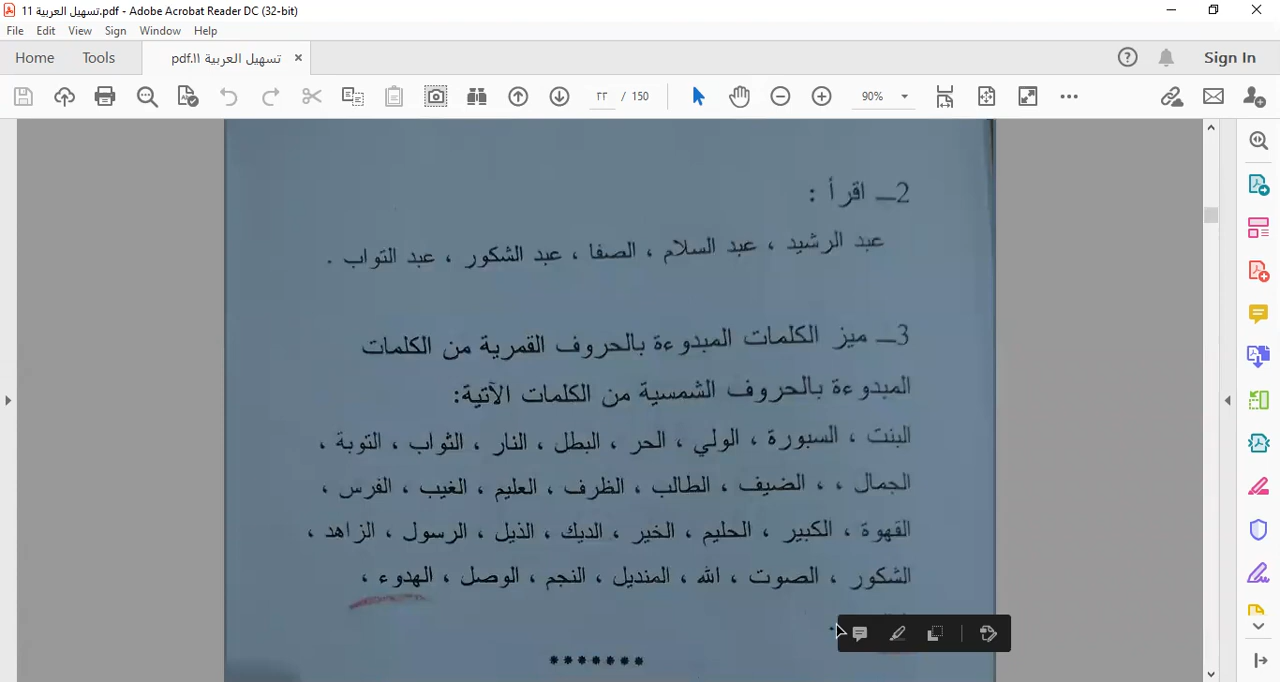 تسهيل العربية 11.pdf - Adobe Acrobat Reader DC (32-bit)
File Edit View Sign Window Help
Home Tools تسهيل العربية ١١.pdf × Sign In
٢٣ / 150 90%
2ـ اقرأ :
عبد الرشيد ، عبد السلام ، الصفا ، عبد الشكور ، عبد التواب .
3ـ ميز الكلمات المبدوءة بالحروف القمرية من الكلمات
المبدوءة بالحروف الشمسية من الكلمات الآتية:
البنت ، السبورة ، الولي ، الحر ، البطل ، النار ، الثواب ، التوبة ،
الجمال ، ، الضيف ، الطالب ، الظرف ، العليم ، الغيب ، الفرس ،
القهوة ، الكبير ، الحليم ، الخير ، الديك ، الذيل ، الرسول ، الزاهد ،
الشكور ، الصوت ، الله ، المنديل ، النجم ، الوصل ، الهدوء ،
*******